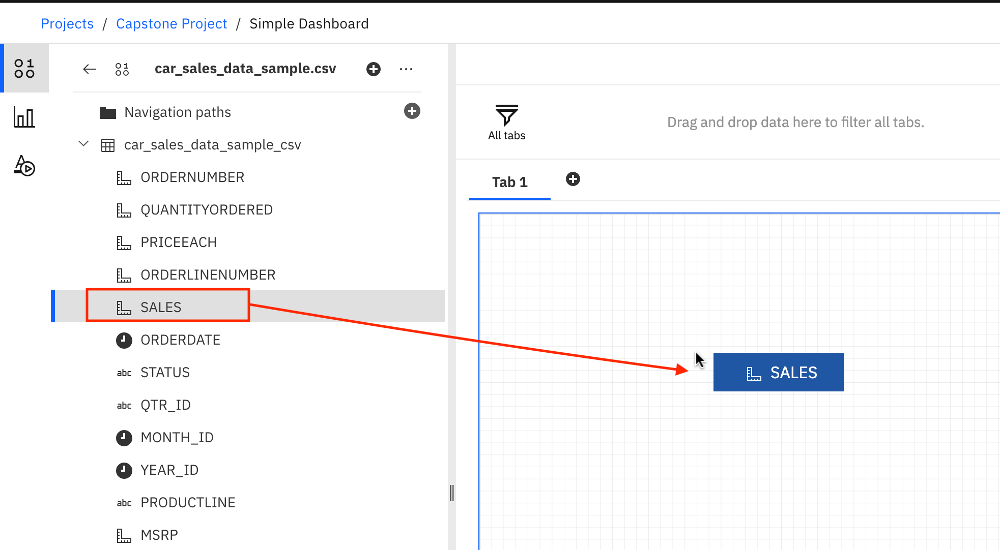 Projects / Capstone Project / Simple Dashboard
car_sales_data_sample.csv
Navigation paths
car_sales_data_sample_csv
ORDERNUMBER
QUANTITYORDERED
PRICEEACH
ORDERLINENUMBER
SALES
ORDERDATE
abc STATUS
abc QTR_ID
MONTH_ID
YEAR_ID
abc PRODUCTLINE
MSRP
All tabs
Drag and drop data here to filter all tabs.
Tab 1
SALES